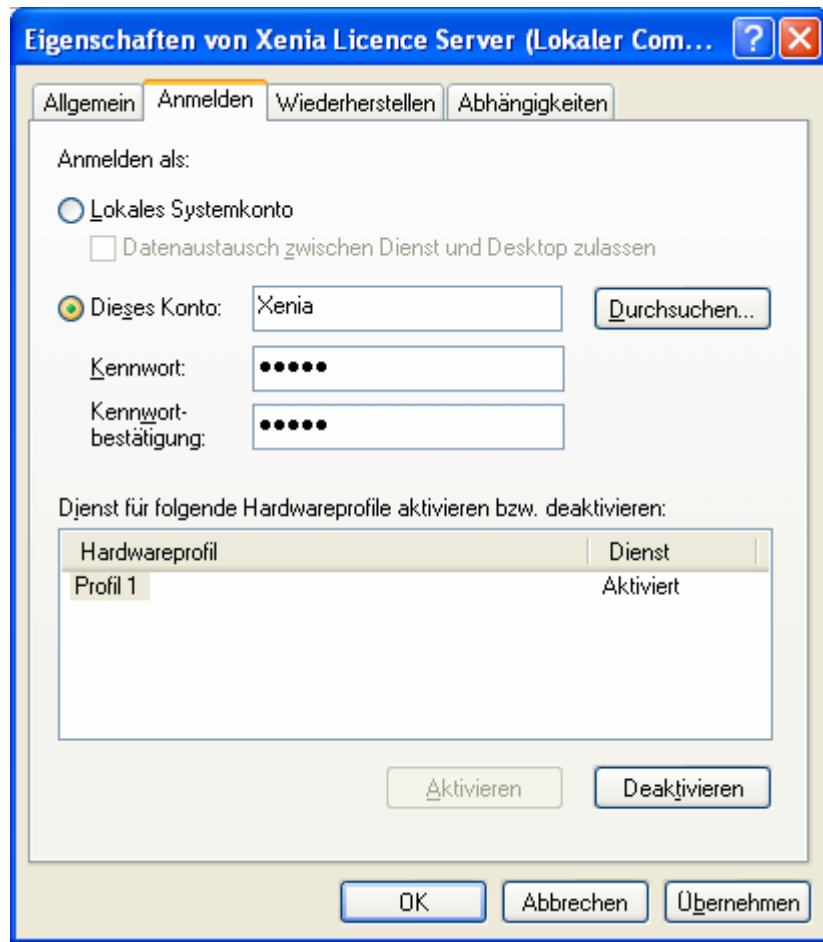 Eigenschaften von Xenia Licence Server (Lokaler Com...
Allgemein Anmelden Wiederherstellen Abhängigkeiten
Anmelden als:
Lokales Systemkonto
Datenaustausch zwischen Dienst und Desktop zulassen
Dieses Konto: Xenia Durchsuchen...
Kennwort: ●●●●●
Kennwort-
bestätigung: ●●●●●
Dienst für folgende Hardwareprofile aktivieren bzw. deaktivieren:
Hardwareprofil Dienst
Profil 1 Aktiviert
Aktivieren Deaktivieren
OK Abbrechen Übernehmen